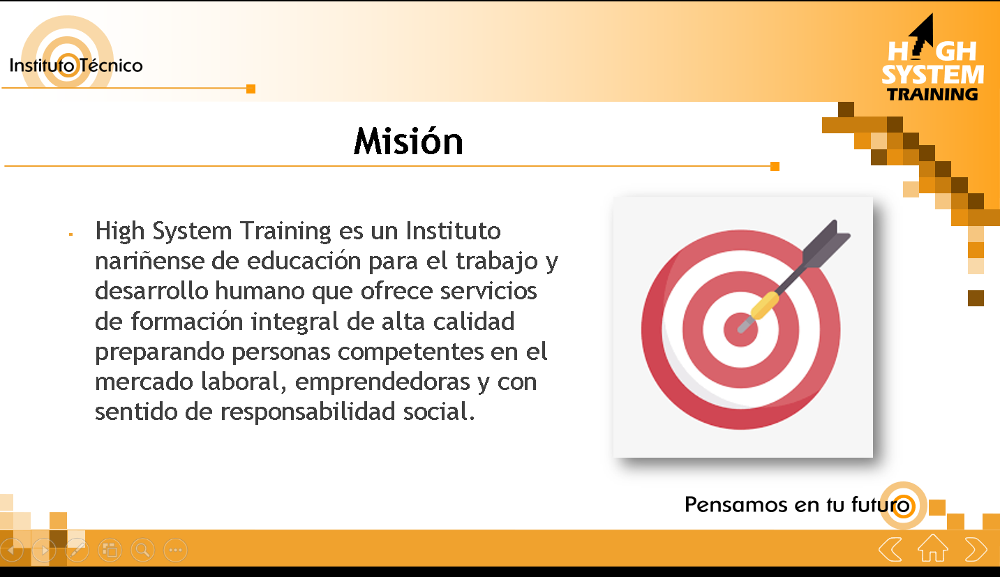 Instituto Técnico
HIGH
SYSTEM
TRAINING
Misión
High System Training es un Instituto
nariñense de educación para el trabajo y
desarrollo humano que ofrece servicios
de formación integral de alta calidad
preparando personas competentes en el
mercado laboral, emprendedoras y con
sentido de responsabilidad social.
Pensamos en tu futuro